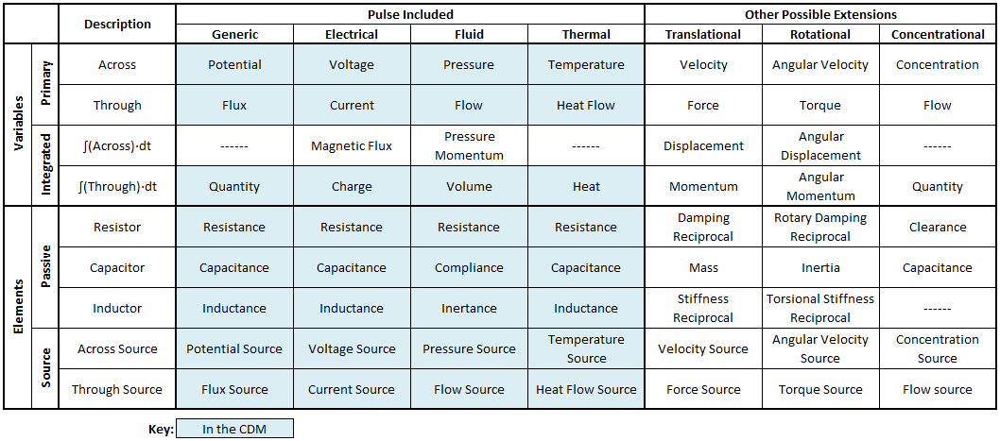 Description Pulse Included Other Possible Extensions
Generic Electrical Fluid Thermal Translational Rotational Concentrational
Variables
Primary
Across Potential Voltage Pressure Temperature Velocity Angular Velocity Concentration
Through Flux Current Flow Heat Flow Force Torque Flow
Integrated
∫(Across)·dt ------ Magnetic Flux Pressure Momentum ------ Displacement Angular Displacement ------
∫(Through)·dt Quantity Charge Volume Heat Momentum Angular Momentum Quantity
Elements
Passive
Resistor Resistance Resistance Resistance Resistance Damping Reciprocal Rotary Damping Reciprocal Clearance
Capacitor Capacitance Capacitance Compliance Capacitance Mass Inertia Capacitance
Inductor Inductance Inductance Inertance Inductance Stiffness Reciprocal Torsional Stiffness Reciprocal ------
Source
Across Source Potential Source Voltage Source Pressure Source Temperature Source Velocity Source Angular Velocity Source Concentration Source
Through Source Flux Source Current Source Flow Source Heat Flow Source Force Source Torque Source Flow source
Key: In the CDM